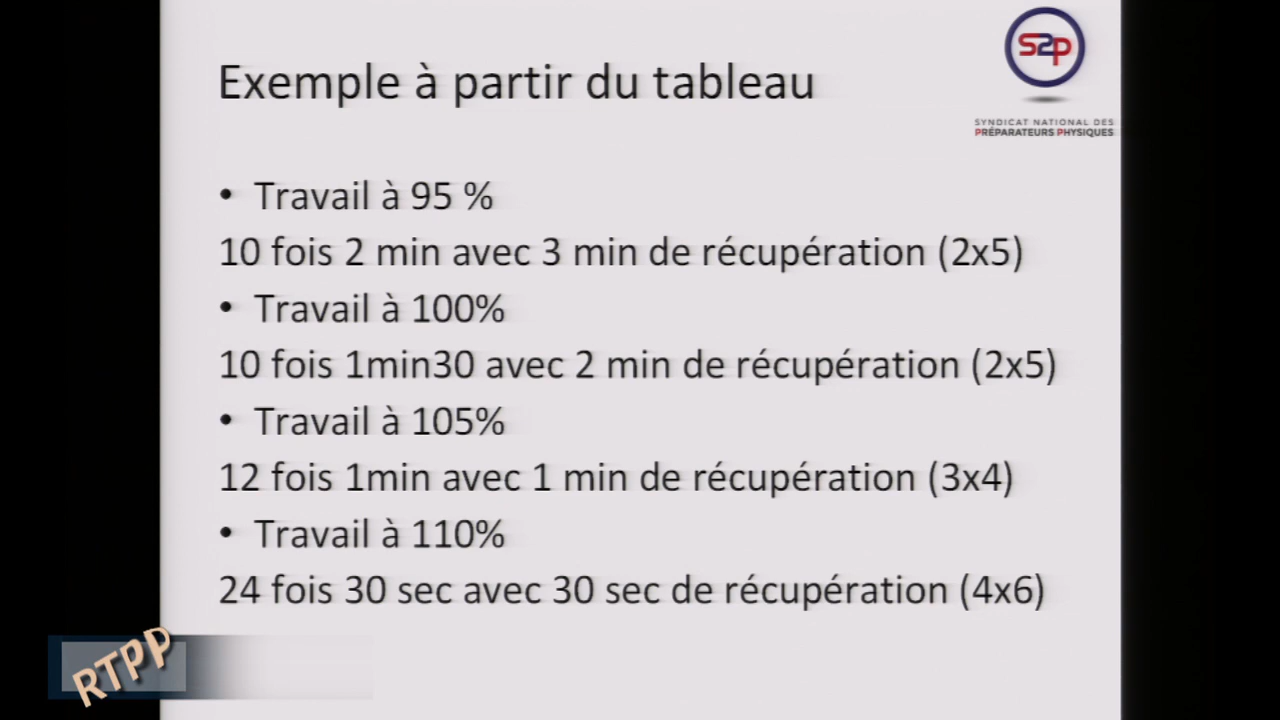 Exemple à partir du tableau
S2p
SYNDICAT NATIONAL DES
PRÉPARATEURS PHYSIQUES
• Travail à 95 %
10 fois 2 min avec 3 min de récupération (2x5)
• Travail à 100%
10 fois 1min30 avec 2 min de récupération (2x5)
• Travail à 105%
12 fois 1min avec 1 min de récupération (3x4)
• Travail à 110%
24 fois 30 sec avec 30 sec de récupération (4x6)
RTPP